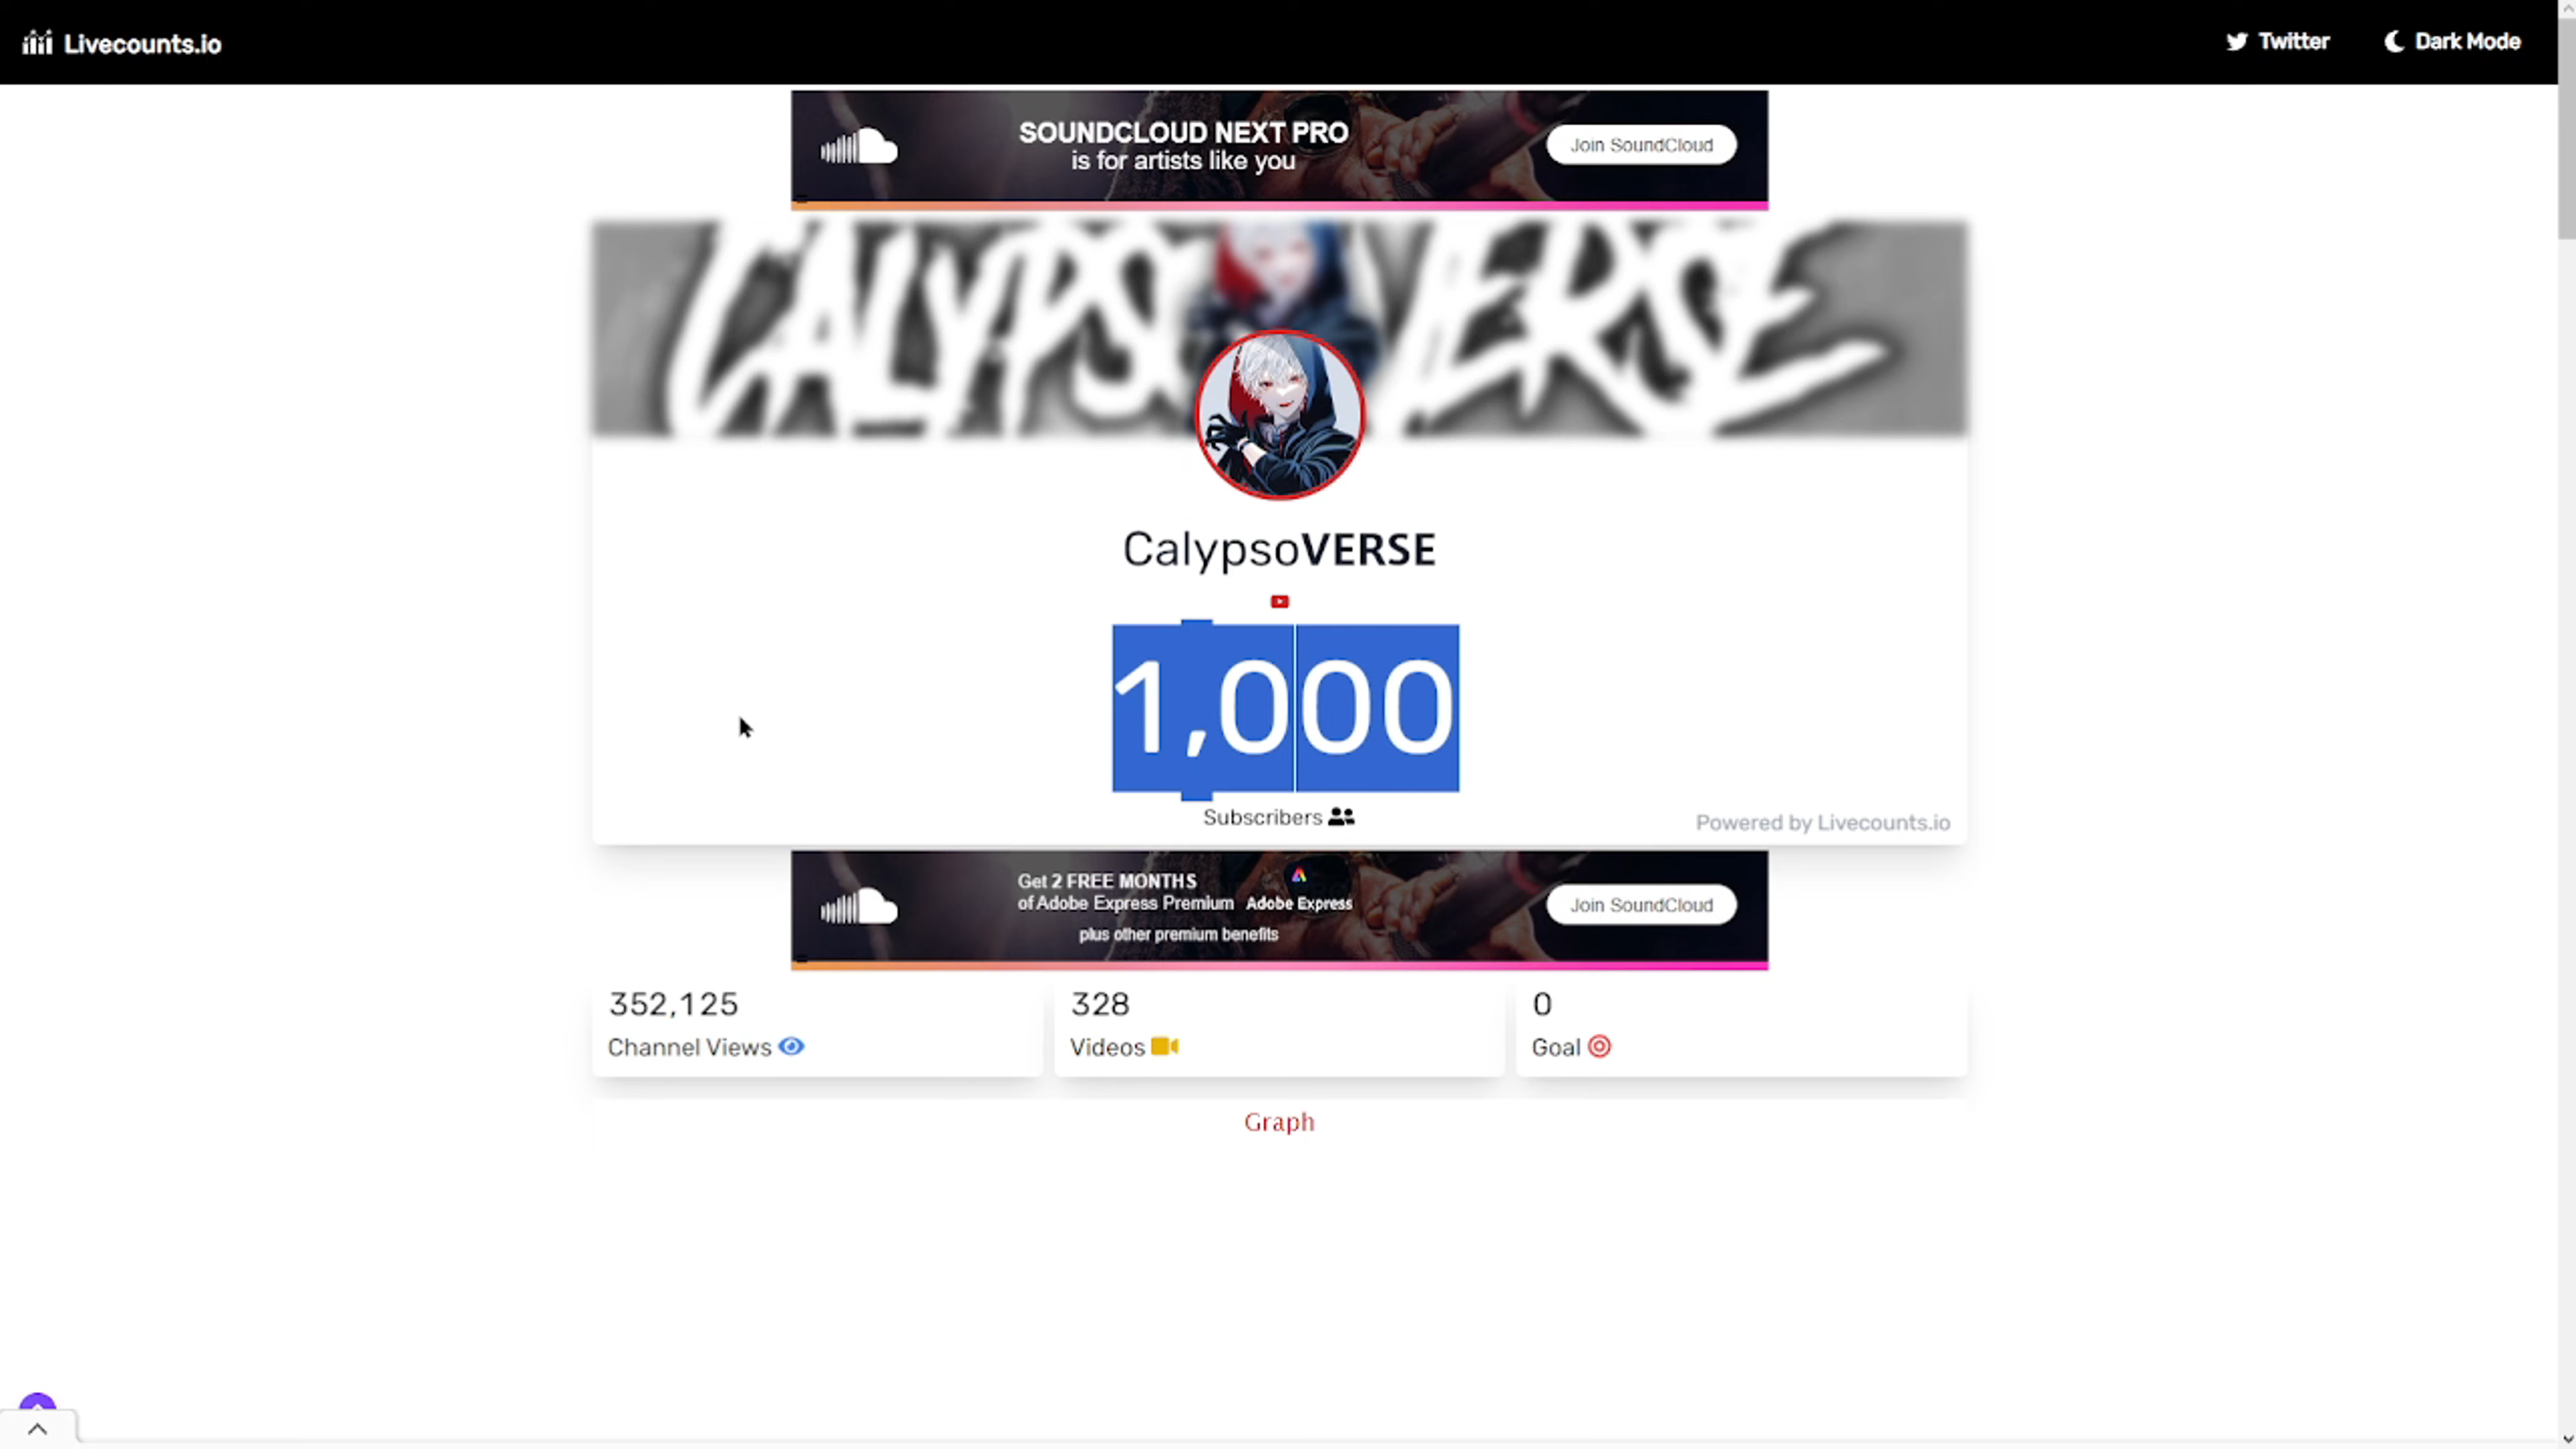 Livecounts.io
Twitter
Dark Mode
SOUNDCLOUD NEXT PRO
is for artists like you
Join SoundCloud
CALYPSO VERSE
CalypsoVERSE
1,000
Subscribers
Powered by Livecounts.io
Get 2 FREE MONTHS
of Adobe Express Premium Adobe Express
plus other premium benefits
Join SoundCloud
352,125
Channel Views
328
Videos
0
Goal
Graph